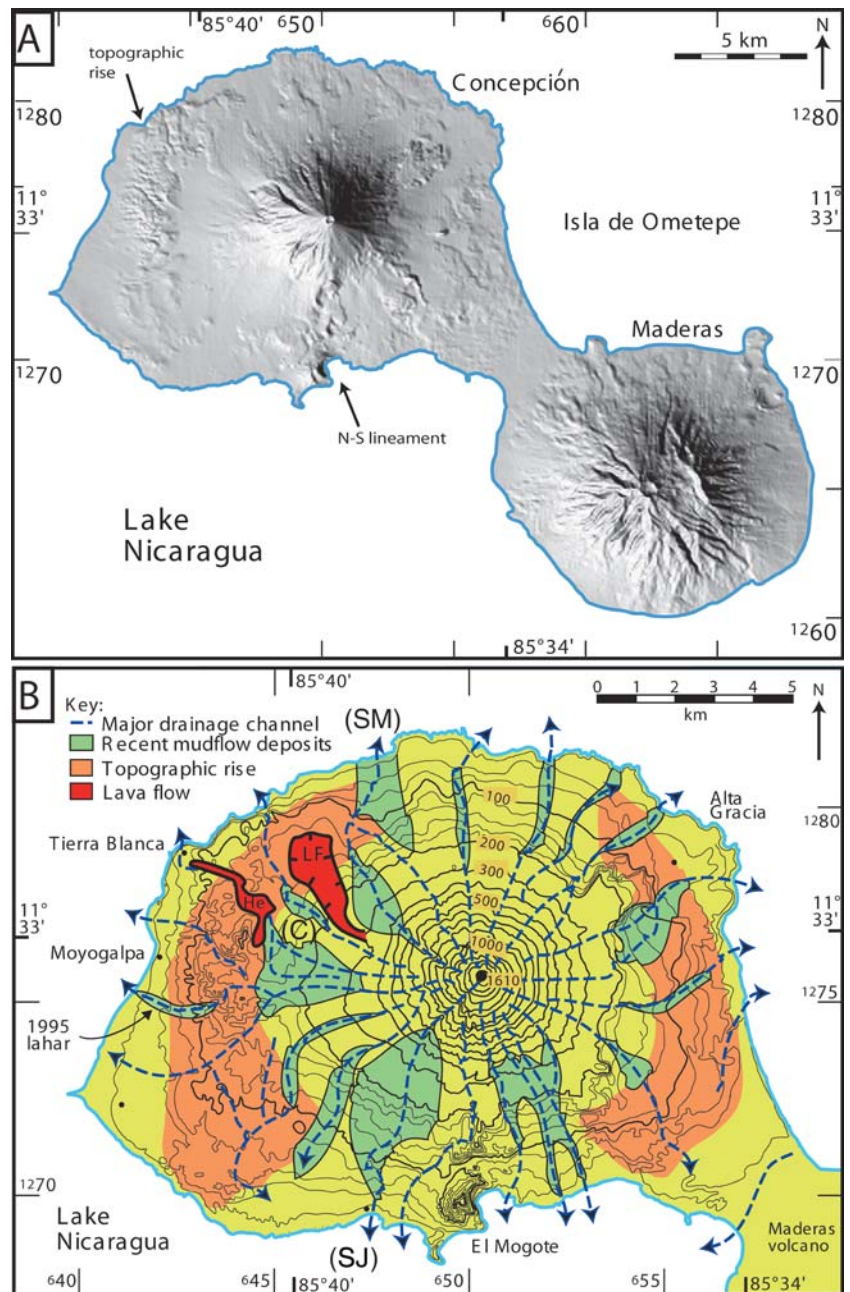 A
85°40'
650
660
N
5 km
topographic
rise
Concepción
1280
1280
11°
33'
11°
33'
Isla de Ometepe
Maderas
1270
1270
N-S lineament
Lake
Nicaragua
1260
85°34'
B
85°40'
Key:
Major drainage channel
Recent mudflow deposits
Topographic rise
Lava flow
(SM)
0 1 2 3 4 5
km
N
100
Alta
Gracia
1280
Tierra Blanca
200
LF
300
He
500
11°
33'
(C)
11°
33'
Moyogalpa
1000
1610
1275
1995
lahar
1270
Lake
Nicaragua
(SJ)
El Mogote
Maderas
volcano
640
645
85°40'
650
655
85°34'